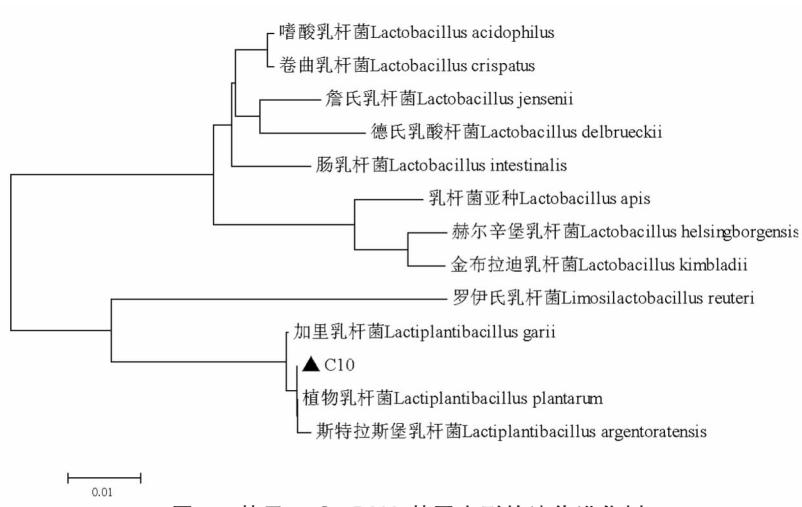 嗜酸乳杆菌Lactobacillus acidophilus
卷曲乳杆菌Lactobacillus crispatus
詹氏乳杆菌Lactobacillus jensenii
德氏乳酸杆菌Lactobacillus delbrueckii
肠乳杆菌Lactobacillus intestinalis
乳杆菌亚种Lactobacillus apis
赫尔辛堡乳杆菌Lactobacillus helsingborgensis
金布拉迪乳杆菌Lactobacillus kimbladii
罗伊氏乳杆菌Limosilactobacillus reuteri
加里乳杆菌Lactiplantibacillus garii
▲ C10
植物乳杆菌Lactiplantibacillus plantarum
斯特拉斯堡乳杆菌Lactiplantibacillus argentoratensis
0.01